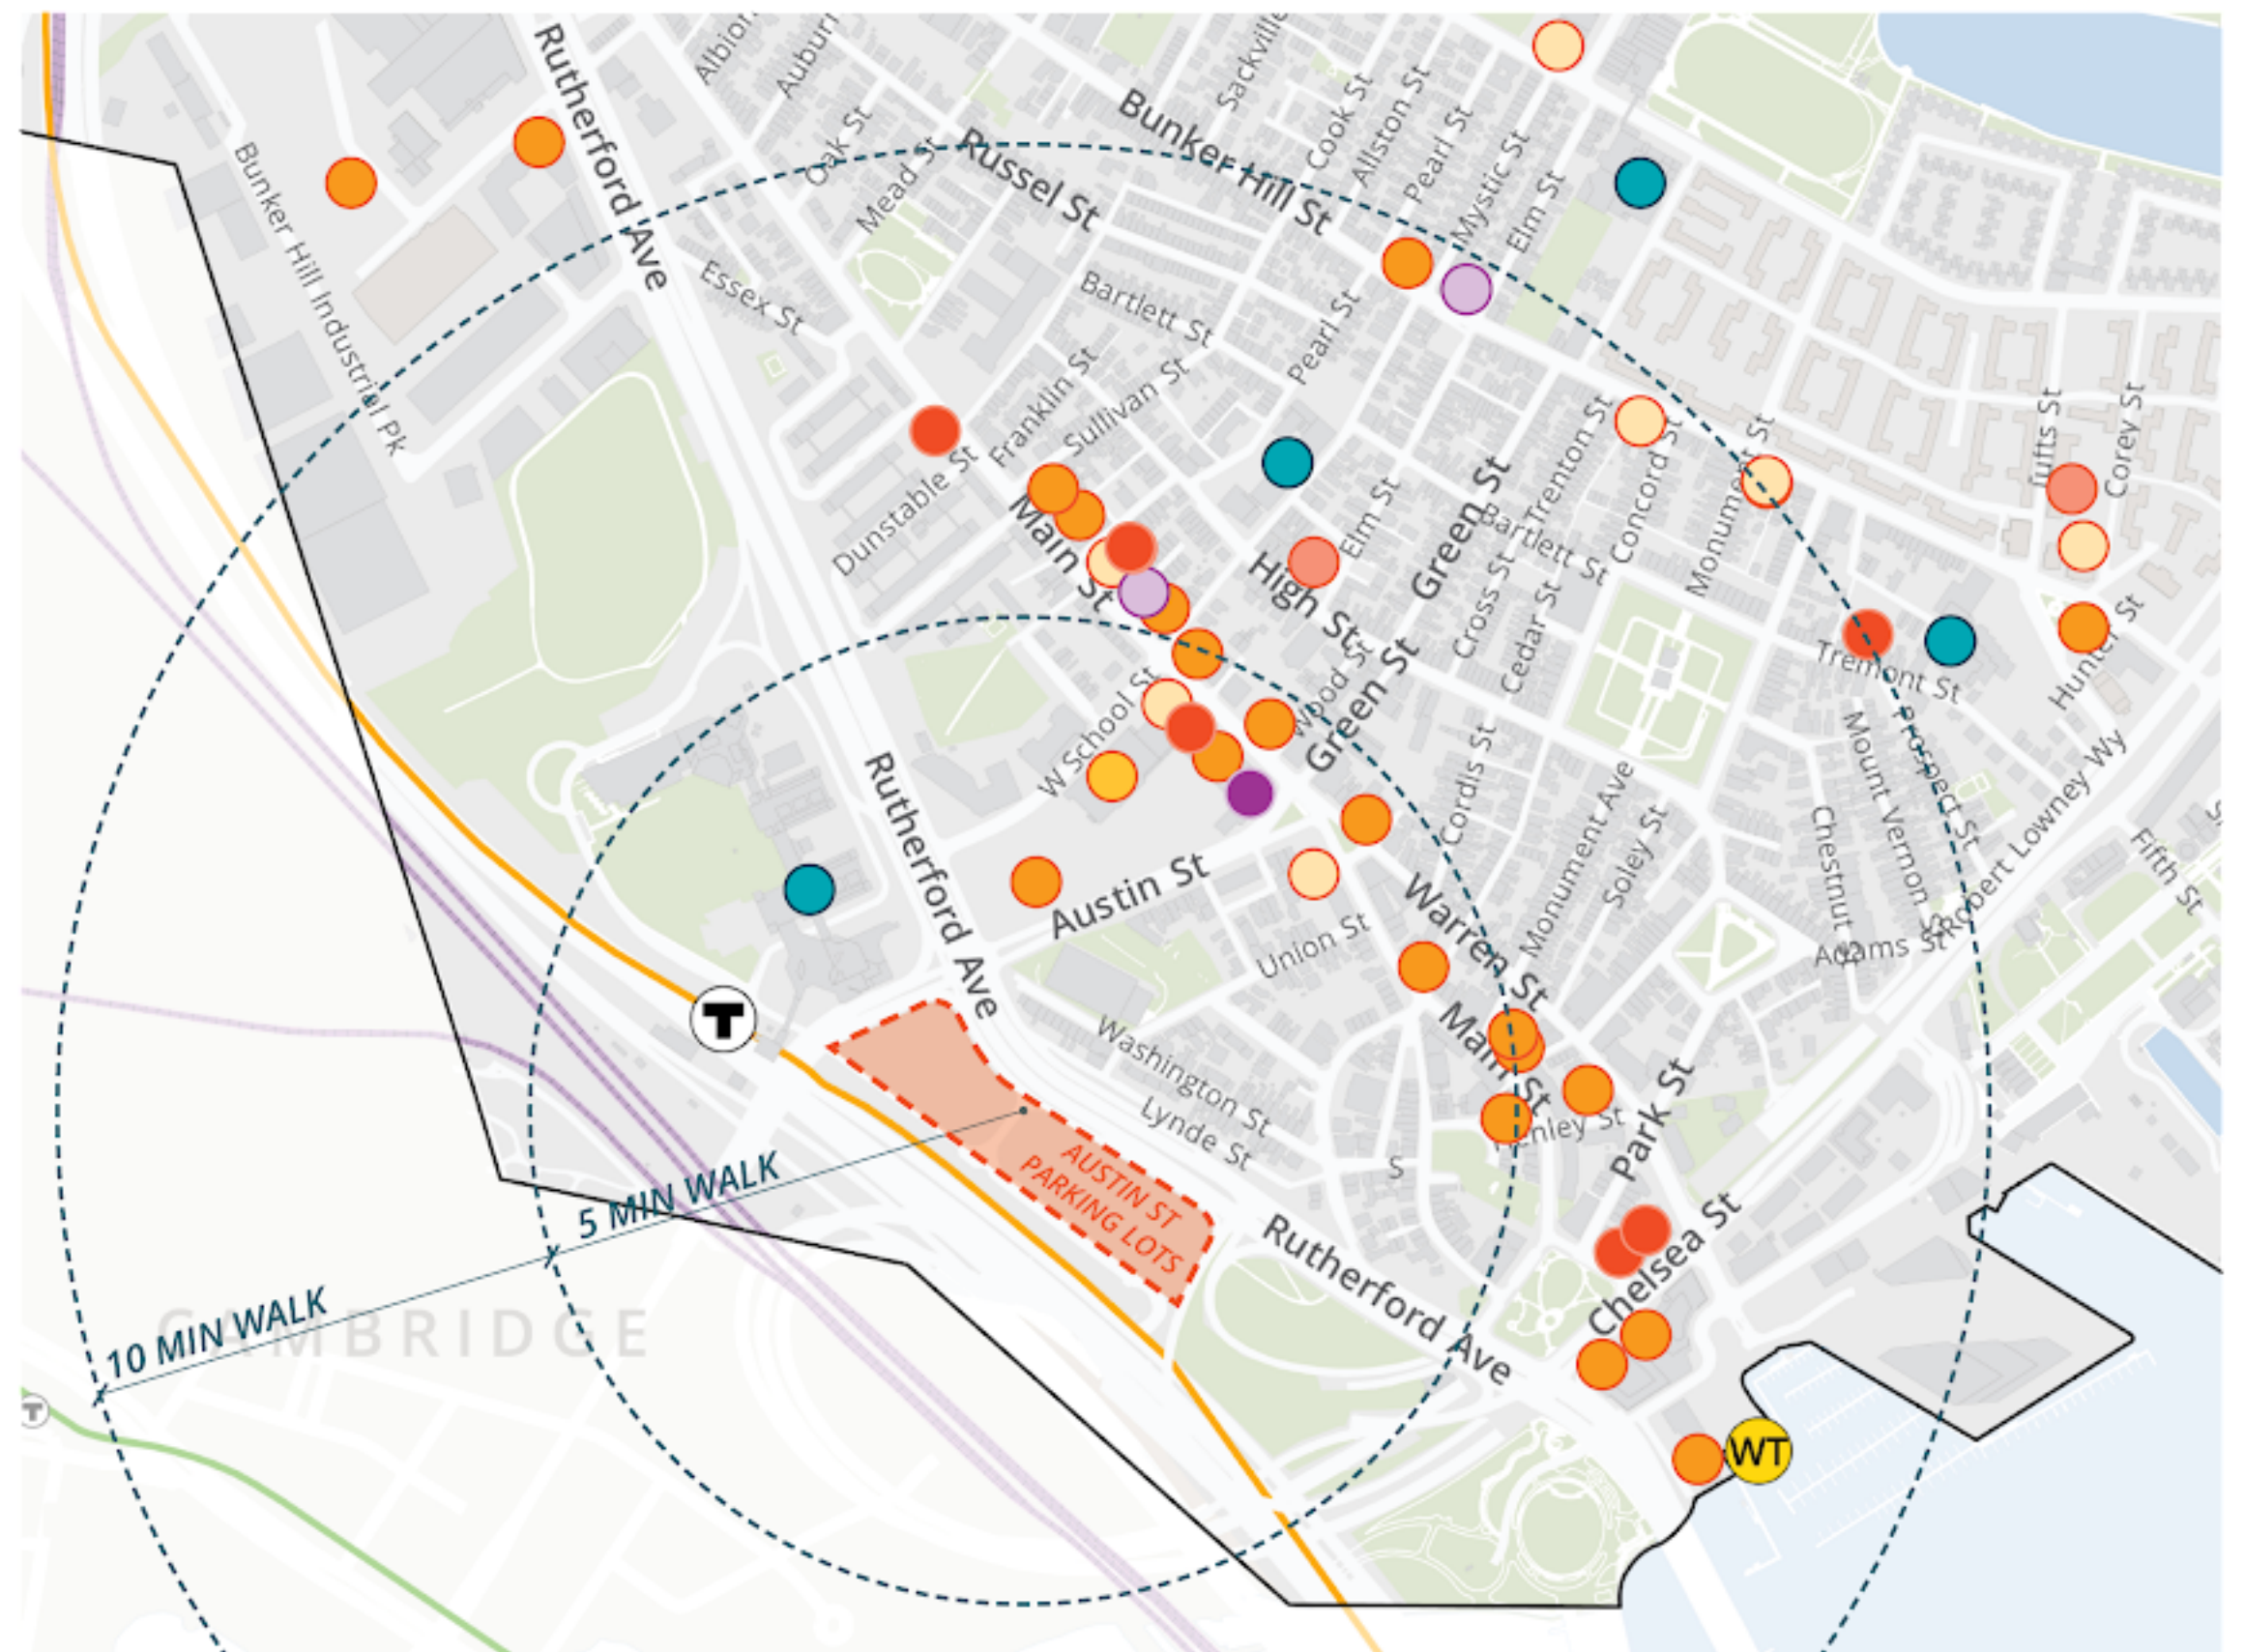 Rutherford Ave
Albion
Auburn
Sackville
Oak St
Mead St
Russel St
Bunker Hill St
Cook St
Allston St
Pearl St
Mystic St
Elm St
Bunker Hill Industrial Pk
Essex St
Bartlett St
Pearl St
Franklin St
Sullivan St
Dunstable St
Main St
High St
Elm St
Green St
Trenton St
Bartlett St
Concord St
Monument St
Tufts St
Corey St
Cross St
Cedar St
Wood St
Green St
W School St
Tremont St
Hunter St
Rutherford Ave
Austin St
Cordis St
Monument Ave
Soley St
Mount Vernon St
Prospect St
Chestnut St
Robert Lowney Wy
Fifth St
Adams St
Union St
Warren St
Main St
T
Washington St
Lynde St
S
Park St
Chelsea St
AUSTIN ST
PARKING LOTS
Rutherford Ave
5 MIN WALK
10 MIN WALK
CAMBRIDGE
T
WT